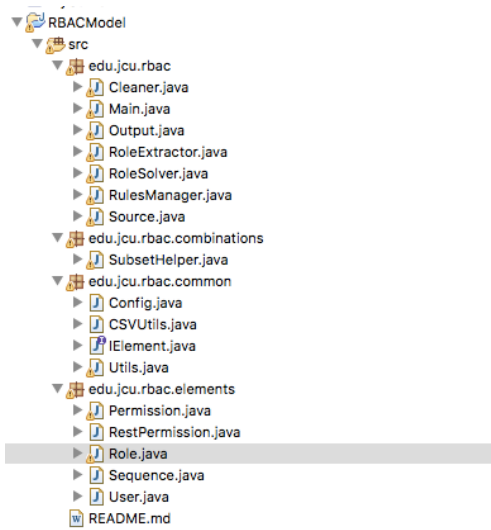 RBACModel
src
edu.jcu.rbac
Cleaner.java
Main.java
Output.java
RoleExtractor.java
RoleSolver.java
RulesManager.java
Source.java
edu.jcu.rbac.combinations
SubsetHelper.java
edu.jcu.rbac.common
Config.java
CSVUtils.java
IElement.java
Utils.java
edu.jcu.rbac.elements
Permission.java
RestPermission.java
Role.java
Sequence.java
User.java
README.md